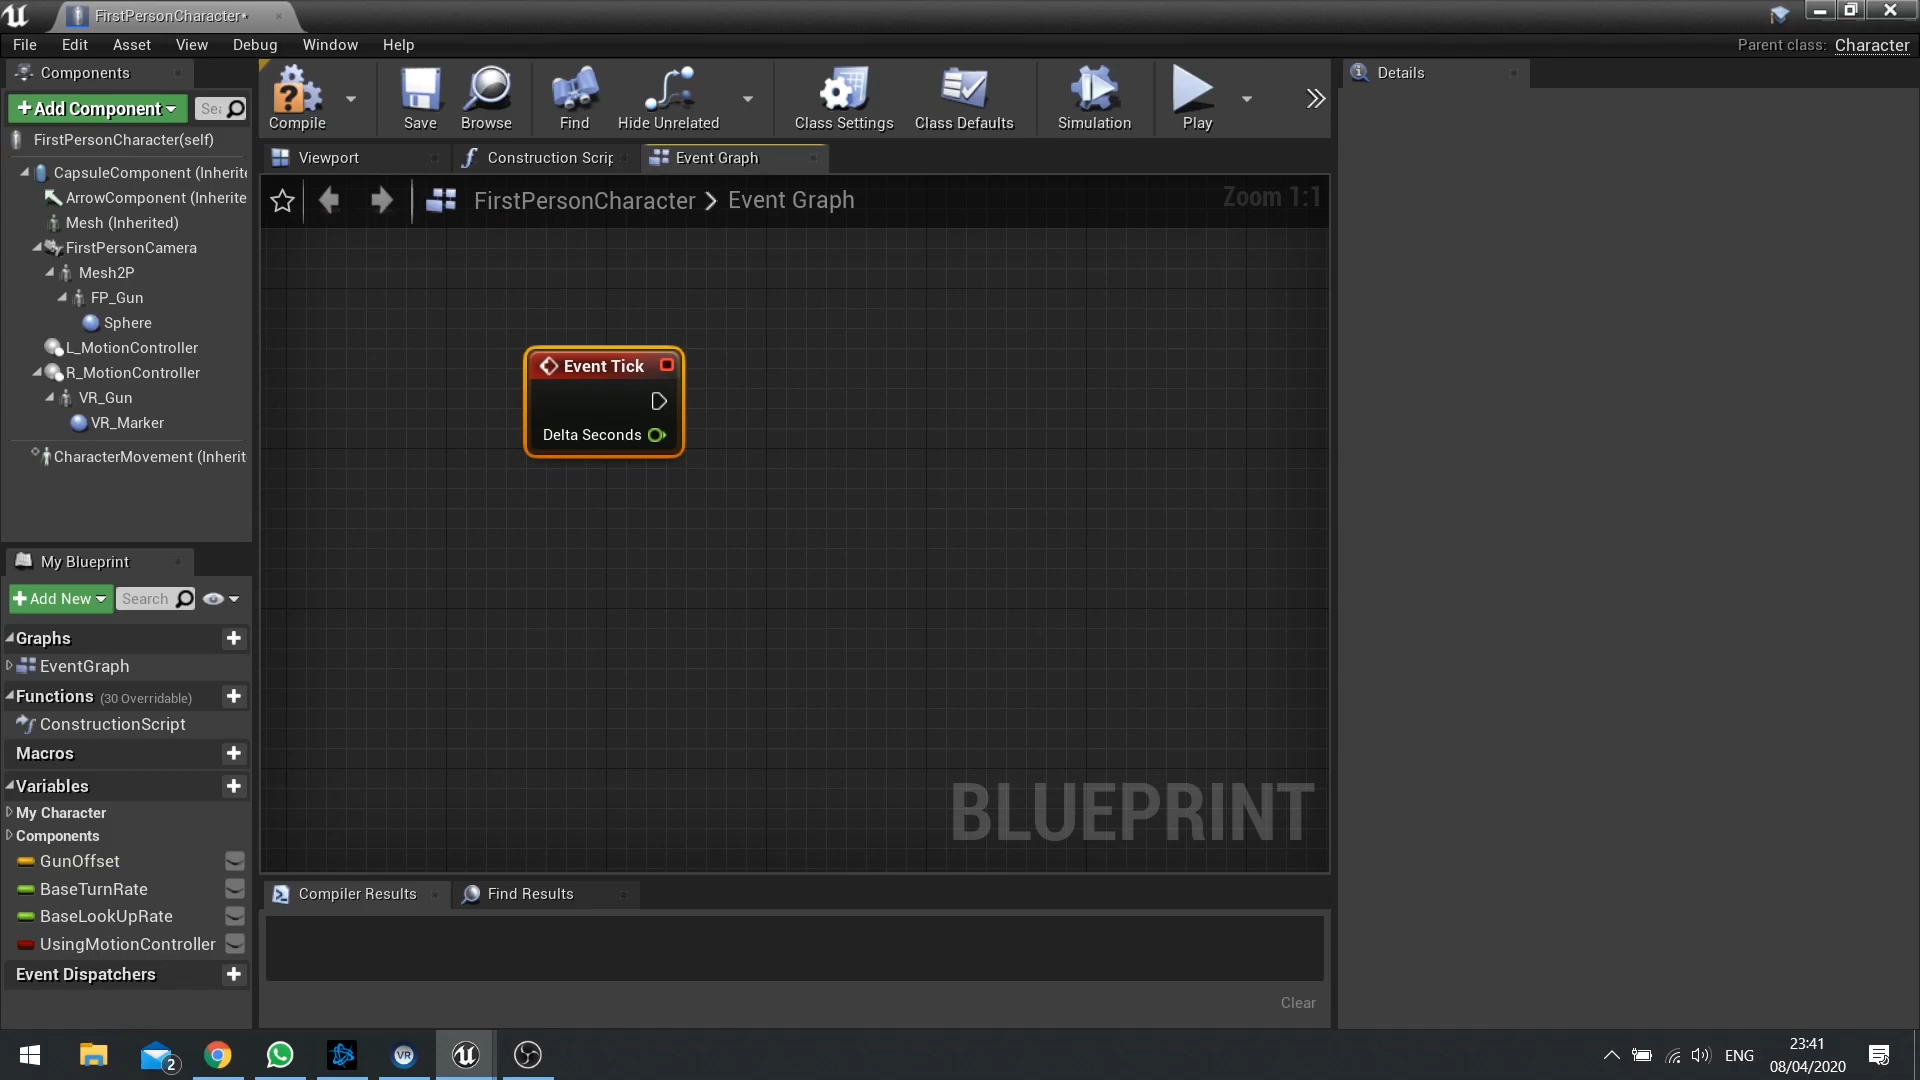 FirstPersonCharacter*
File Edit Asset View Debug Window Help
Parent class: Character
Components
Add Component
FirstPersonCharacter(self)
CapsuleComponent (Inherite
ArrowComponent (Inherite
Mesh (Inherited)
FirstPersonCamera
Mesh2P
FP_Gun
Sphere
L_MotionController
R_MotionController
VR_Gun
VR_Marker
CharacterMovement (Inherit
My Blueprint
Add New Search
Graphs
EventGraph
Functions (30 Overridable)
ConstructionScript
Macros
Variables
My Character
Components
GunOffset
BaseTurnRate
BaseLookUpRate
UsingMotionController
Event Dispatchers
Compile Save Browse Find Hide Unrelated Class Settings Class Defaults Simulation Play
Viewport Construction Scrip Event Graph
FirstPersonCharacter > Event Graph
Zoom 1:1
Event Tick
Delta Seconds
BLUEPRINT
Compiler Results Find Results
Clear
Details
2
VR
ENG
23:41
08/04/2020